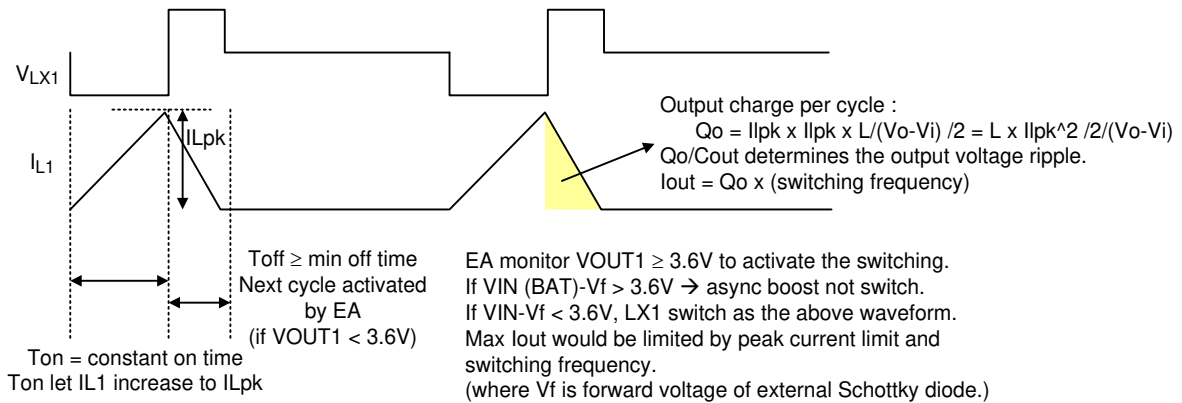 VLX1
Output charge per cycle :
ILpk
Qo = Ilpk x Ilpk x L/(Vo-Vi) /2 = L x Ilpk^2 /2/(Vo-Vi)
IL1
Qo/Cout determines the output voltage ripple.
Iout = Qo x (switching frequency)
Toff ≥ min off time
Next cycle activated
by EA
(if VOUT1 < 3.6V)
Ton = constant on time
Ton let IL1 increase to ILpk
EA monitor VOUT1 ≥ 3.6V to activate the switching.
If VIN (BAT)-Vf > 3.6V → async boost not switch.
If VIN-Vf < 3.6V, LX1 switch as the above waveform.
Max Iout would be limited by peak current limit and
switching frequency.
(where Vf is forward voltage of external Schottky diode.)